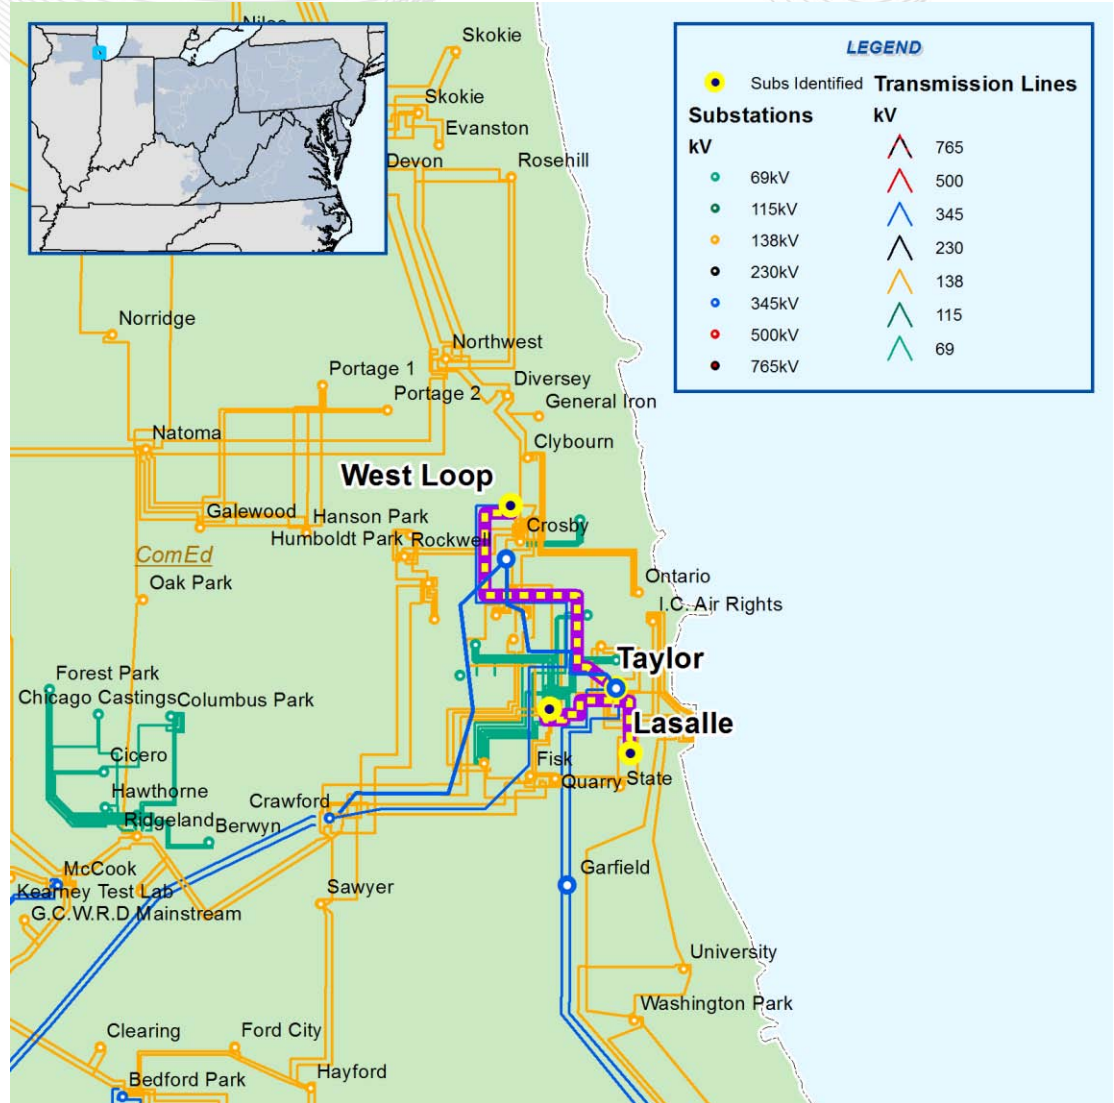 Niles
Skokie
Skokie
Evanston
Devon
Rosehill
LEGEND
Subs Identified
Transmission Lines
Substations
kV
kV
69kV
115kV
138kV
230kV
345kV
500kV
765kV
765
500
345
230
138
115
69
Norridge
Northwest
Portage 1
Portage 2
Diversey
General Iron
Natoma
Clybourn
West Loop
Galewood
Hanson Park
Humboldt Park
Rockwell
Crosby
ComEd
Oak Park
Ontario
I.C. Air Rights
Taylor
Forest Park
Chicago Castings
Columbus Park
Lasalle
Cicero
Fisk
Quarry
State
Hawthorne
Crawford
Ridgeland
Berwyn
McCook
Kearney Test Lab
Sawyer
Garfield
G.C.W.R.D Mainstream
University
Washington Park
Clearing
Ford City
Bedford Park
Hayford